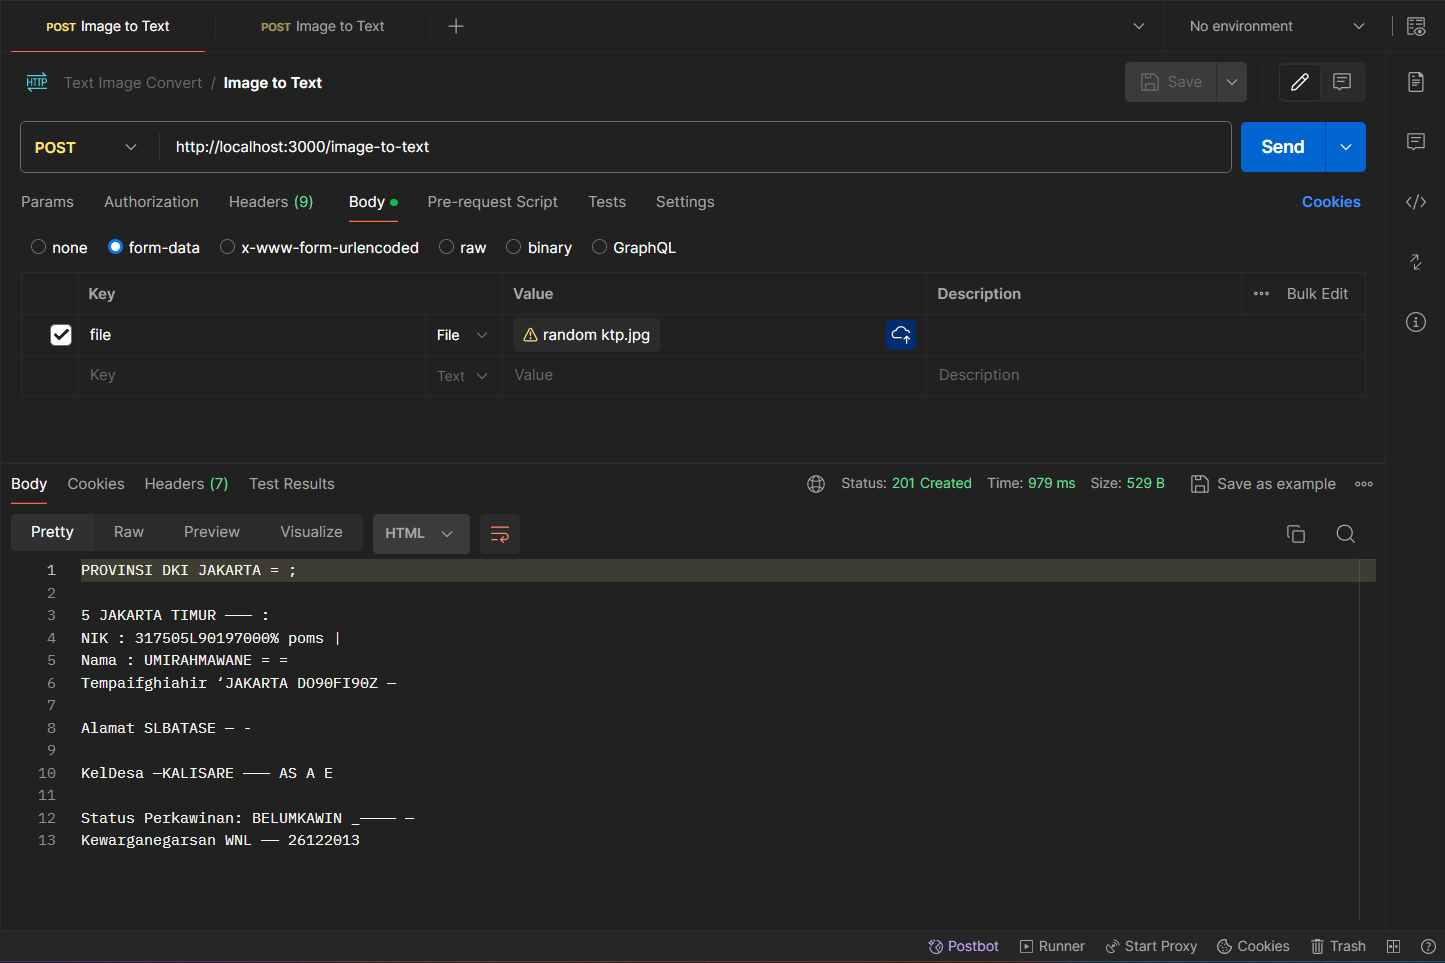 POST Image to Text
POST Image to Text
No environment
HTTP Text Image Convert / Image to Text
Save
POST
http://localhost:3000/image-to-text
Send
Params Authorization Headers (9) Body Pre-request Script Tests Settings Cookies
none form-data x-www-form-urlencoded raw binary GraphQL
Key Value Description Bulk Edit
file File random ktp.jpg
Key Text Value Description
Body Cookies Headers (7) Test Results Status: 201 Created Time: 979 ms Size: 529 B Save as example
Pretty Raw Preview Visualize HTML
1 PROVINSI DKI JAKARTA = ;
2
3 5 JAKARTA TIMUR —–— :
4 NIK : 317505L90197000% poms |
5 Nama : UMIRAHMAWANE = =
6 Tempaifghiahir ‘JAKARTA DO90FI90Z —
7
8 Alamat SLBATASE — -
9
10 KelDesa —KALISARE —–— AS A E
11
12 Status Perkawinan: BELUMKAWIN _———— —
13 Kewarganegarsan WNL —— 26122013
Postbot Runner Start Proxy Cookies Trash